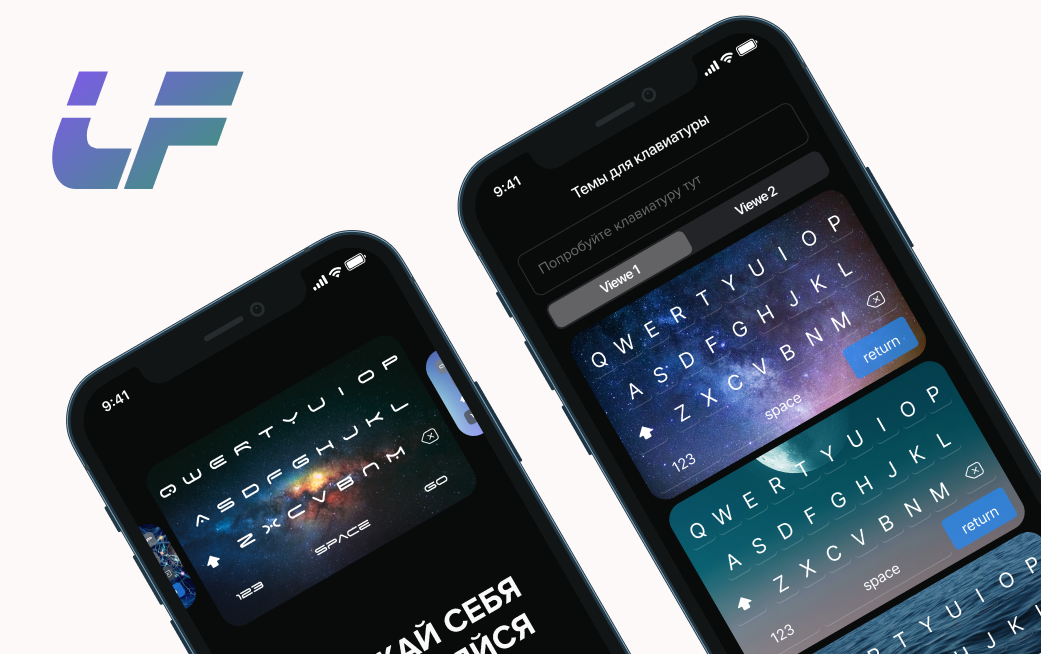 LF
9:41
Темы для клавиатуры
Попробуйте клавиатуру тут
Viewe 1
Viewe 2
Q W E R T Y U I O P
A S D F G H J K L
Z X C V B N M
123
space
return
Q W E R T Y U I O P
A S D F G H J K L
Z X C V B N M
123
space
return
R T Y U I O P
J K
9:41
Q W E R T Y U I O P
A S D F G H J K L
Z X C V B N M
123
SPACE
GO
КАЙ СЕБЯ
ЙСЯ